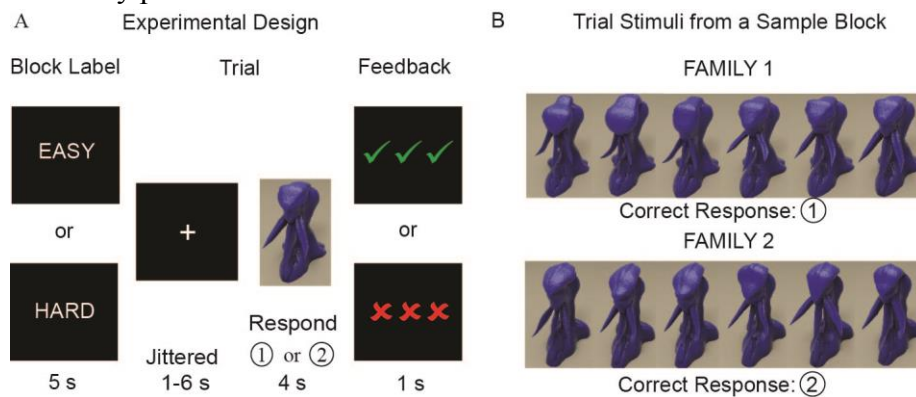 A
Experimental Design
Block Label
Trial
Feedback
EASY
or
HARD
5 s
+
Jittered
1-6 s
Respond
① or ②
4 s
or
1 s
B
Trial Stimuli from a Sample Block
FAMILY 1
Correct Response: ①
FAMILY 2
Correct Response: ②